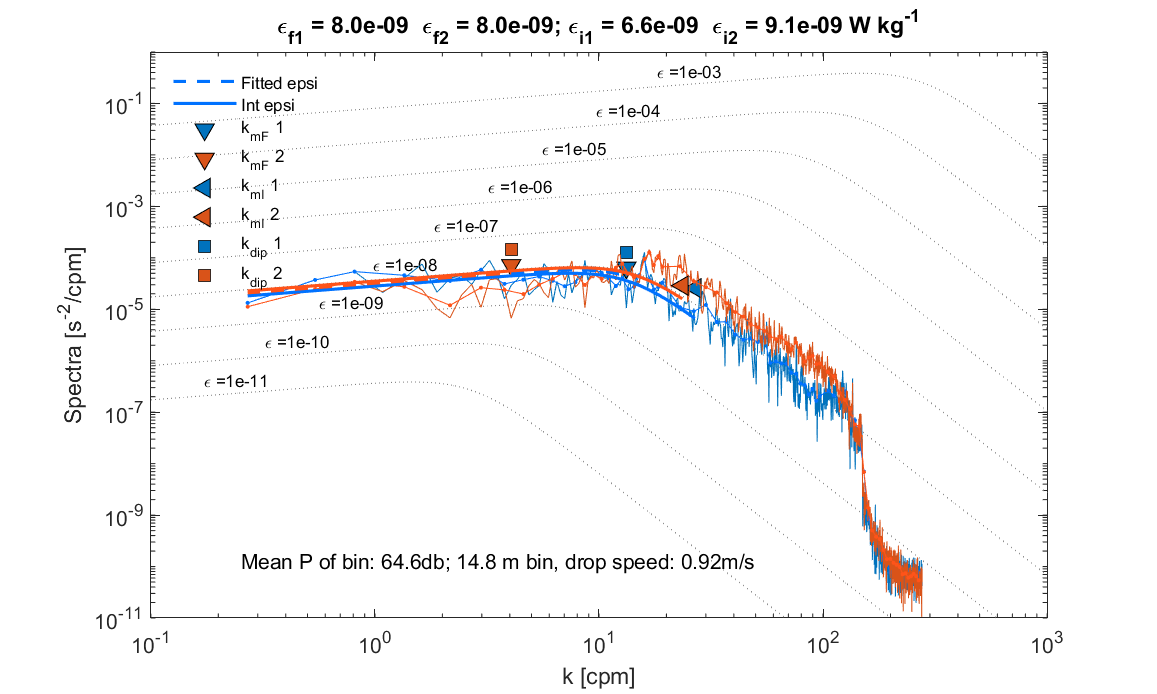 ϵf1 = 8.0e-09 ϵf2 = 8.0e-09; ϵi1 = 6.6e-09 ϵi2 = 9.1e-09 W kg-1
Fitted epsi
Int epsi
kmF 1
kmF 2
kmI 1
kmI 2
kdip 1
kdip 2
ϵ =1e-03
ϵ =1e-04
ϵ =1e-05
ϵ =1e-06
ϵ =1e-07
ϵ =1e-08
ϵ =1e-09
ϵ =1e-10
ϵ =1e-11
Mean P of bin: 64.6db; 14.8 m bin, drop speed: 0.92m/s
Spectra [s-2/cpm]
10-1
10-3
10-5
10-7
10-9
10-11
10-1
100
101
102
103
k [cpm]